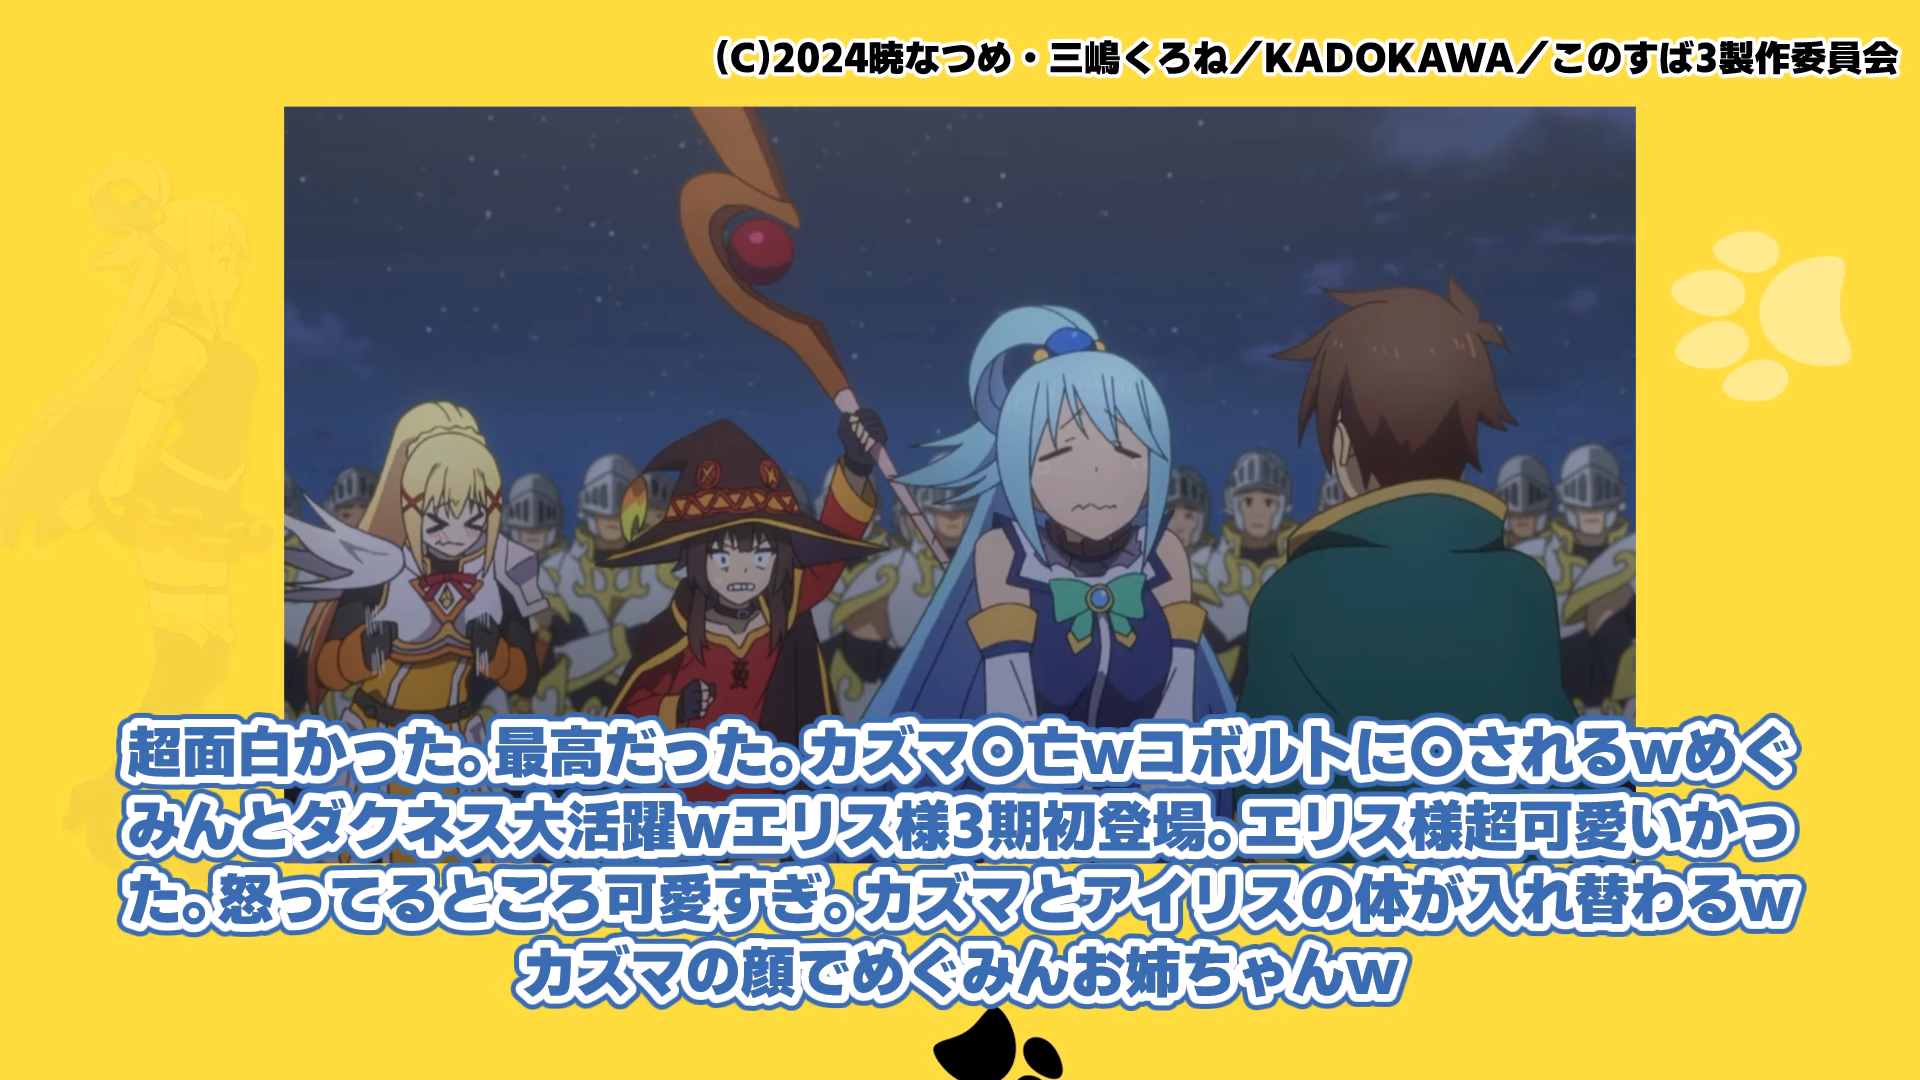 (C)2024暁なつめ・三嶋くろね／KADOKAWA／このすば3製作委員会
超面白かった。最高だった。カズマ〇亡wコボルトに〇されるwめぐ
みんとダクネス大活躍wエリス様3期初登場。エリス様超可愛いかっ
た。怒ってるところ可愛すぎ。カズマとアイリスの体が入れ替わるw
カズマの顔でめぐみんお姉ちゃんw